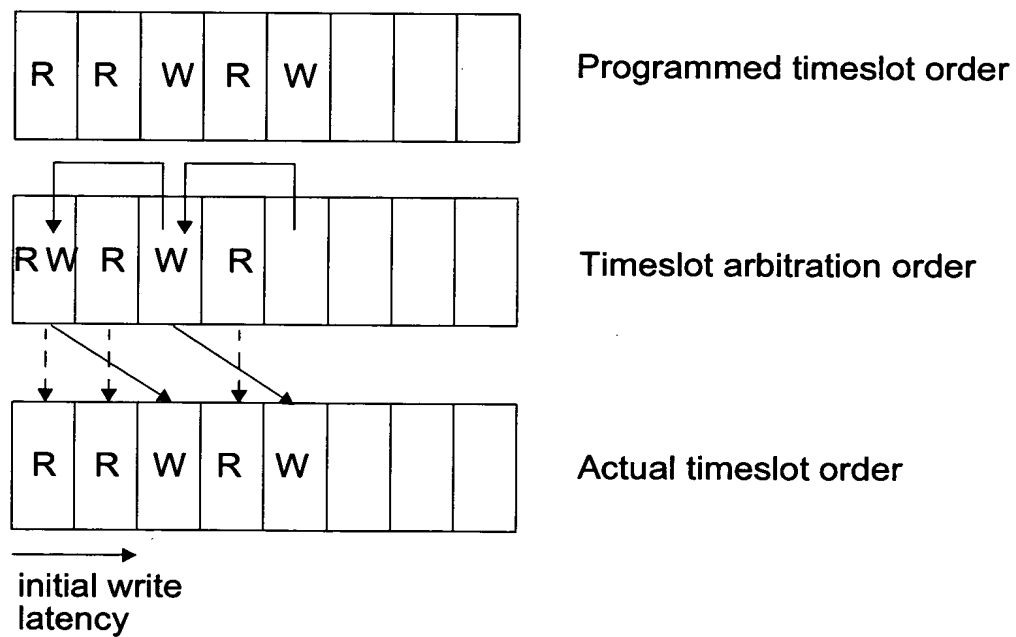 R R W R W Programmed timeslot order
RW R W R Timeslot arbitration order
R R W R W Actual timeslot order
initial write
latency